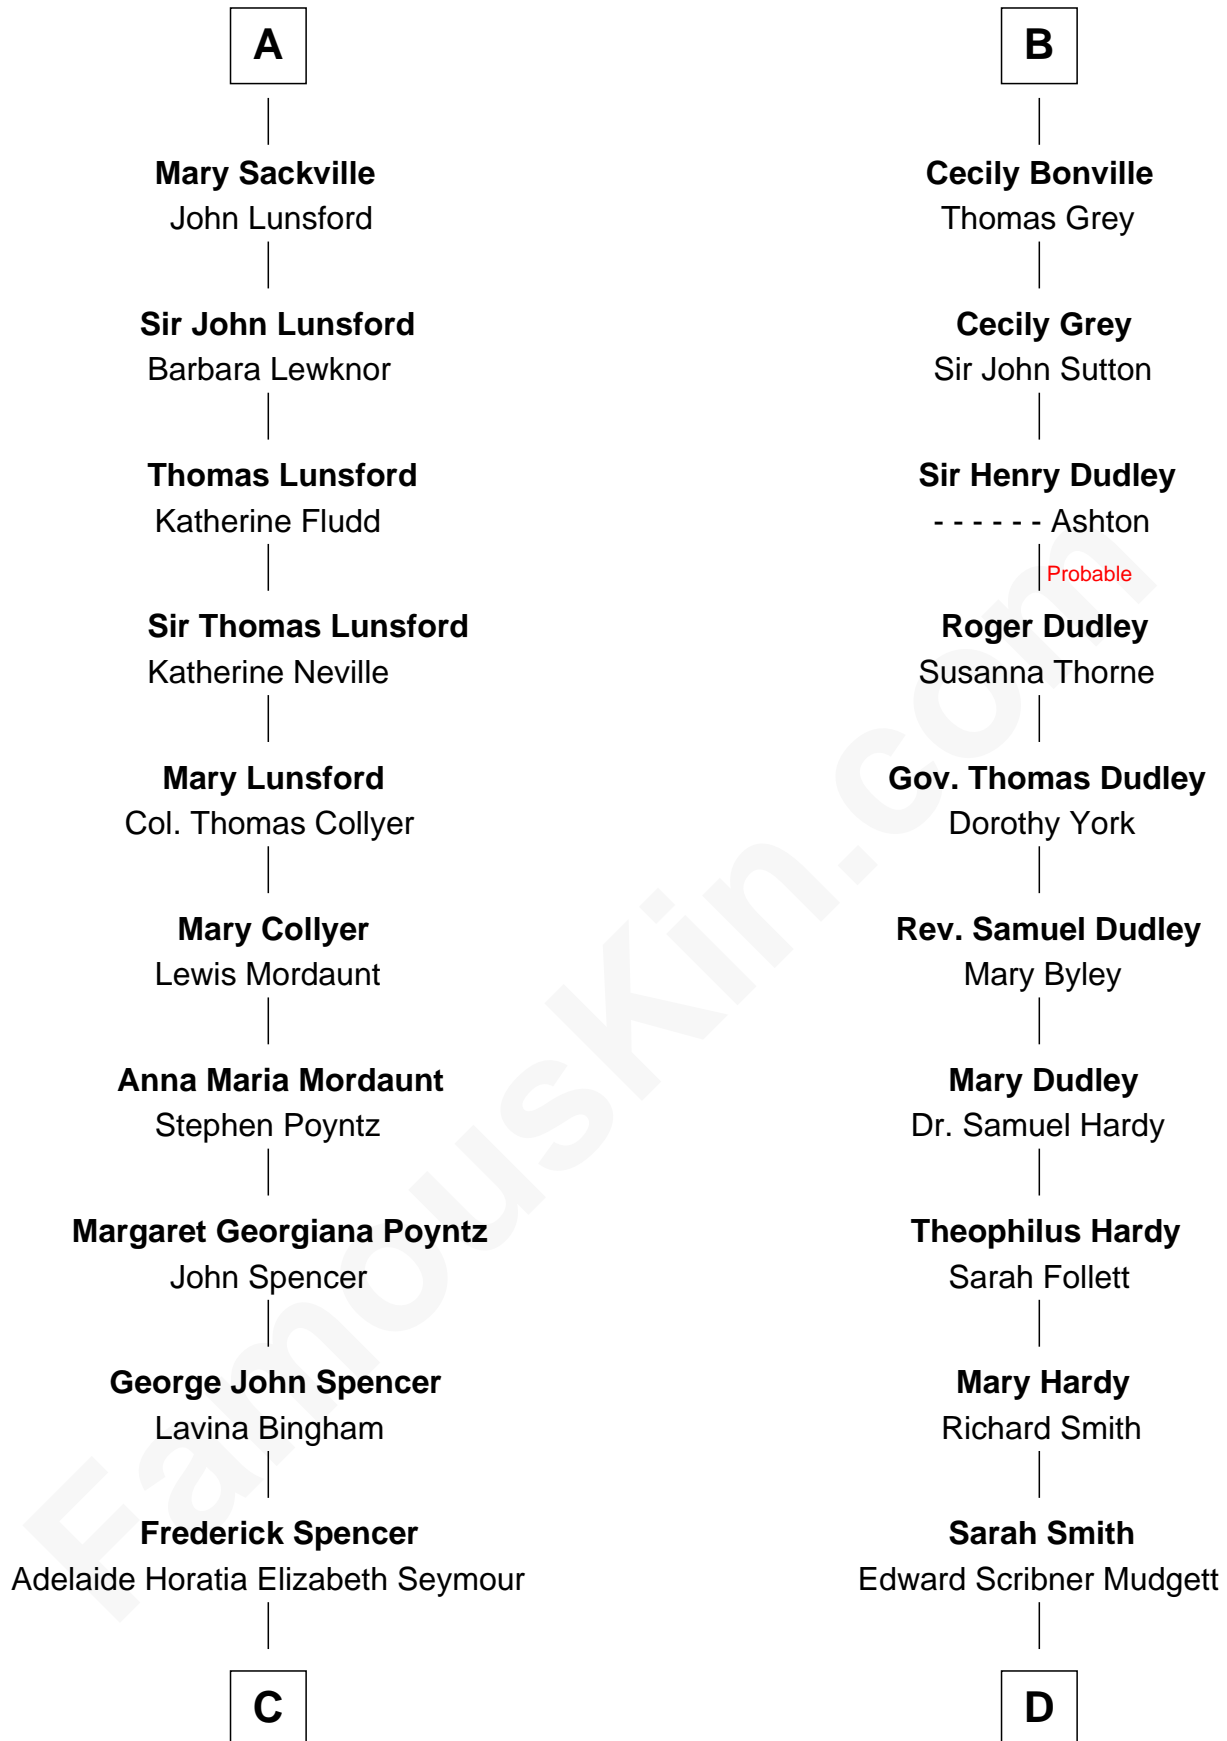 A
Mary Sackville
John Lunsford
Sir John Lunsford
Barbara Lewknor
Thomas Lunsford
Katherine Fludd
Sir Thomas Lunsford
Katherine Neville
Mary Lunsford
Col. Thomas Collyer
Mary Collyer
Lewis Mordaunt
Anna Maria Mordaunt
Stephen Poyntz
Margaret Georgiana Poyntz
John Spencer
George John Spencer
Lavina Bingham
Frederick Spencer
Adelaide Horatia Elizabeth Seymour
C
B
Cecily Bonville
Thomas Grey
Cecily Grey
Sir John Sutton
Sir Henry Dudley
- - - - - - Ashton
Probable
Roger Dudley
Susanna Thorne
Gov. Thomas Dudley
Dorothy York
Rev. Samuel Dudley
Mary Byley
Mary Dudley
Dr. Samuel Hardy
Theophilus Hardy
Sarah Follett
Mary Hardy
Richard Smith
Sarah Smith
Edward Scribner Mudgett
D
FamousKin.com